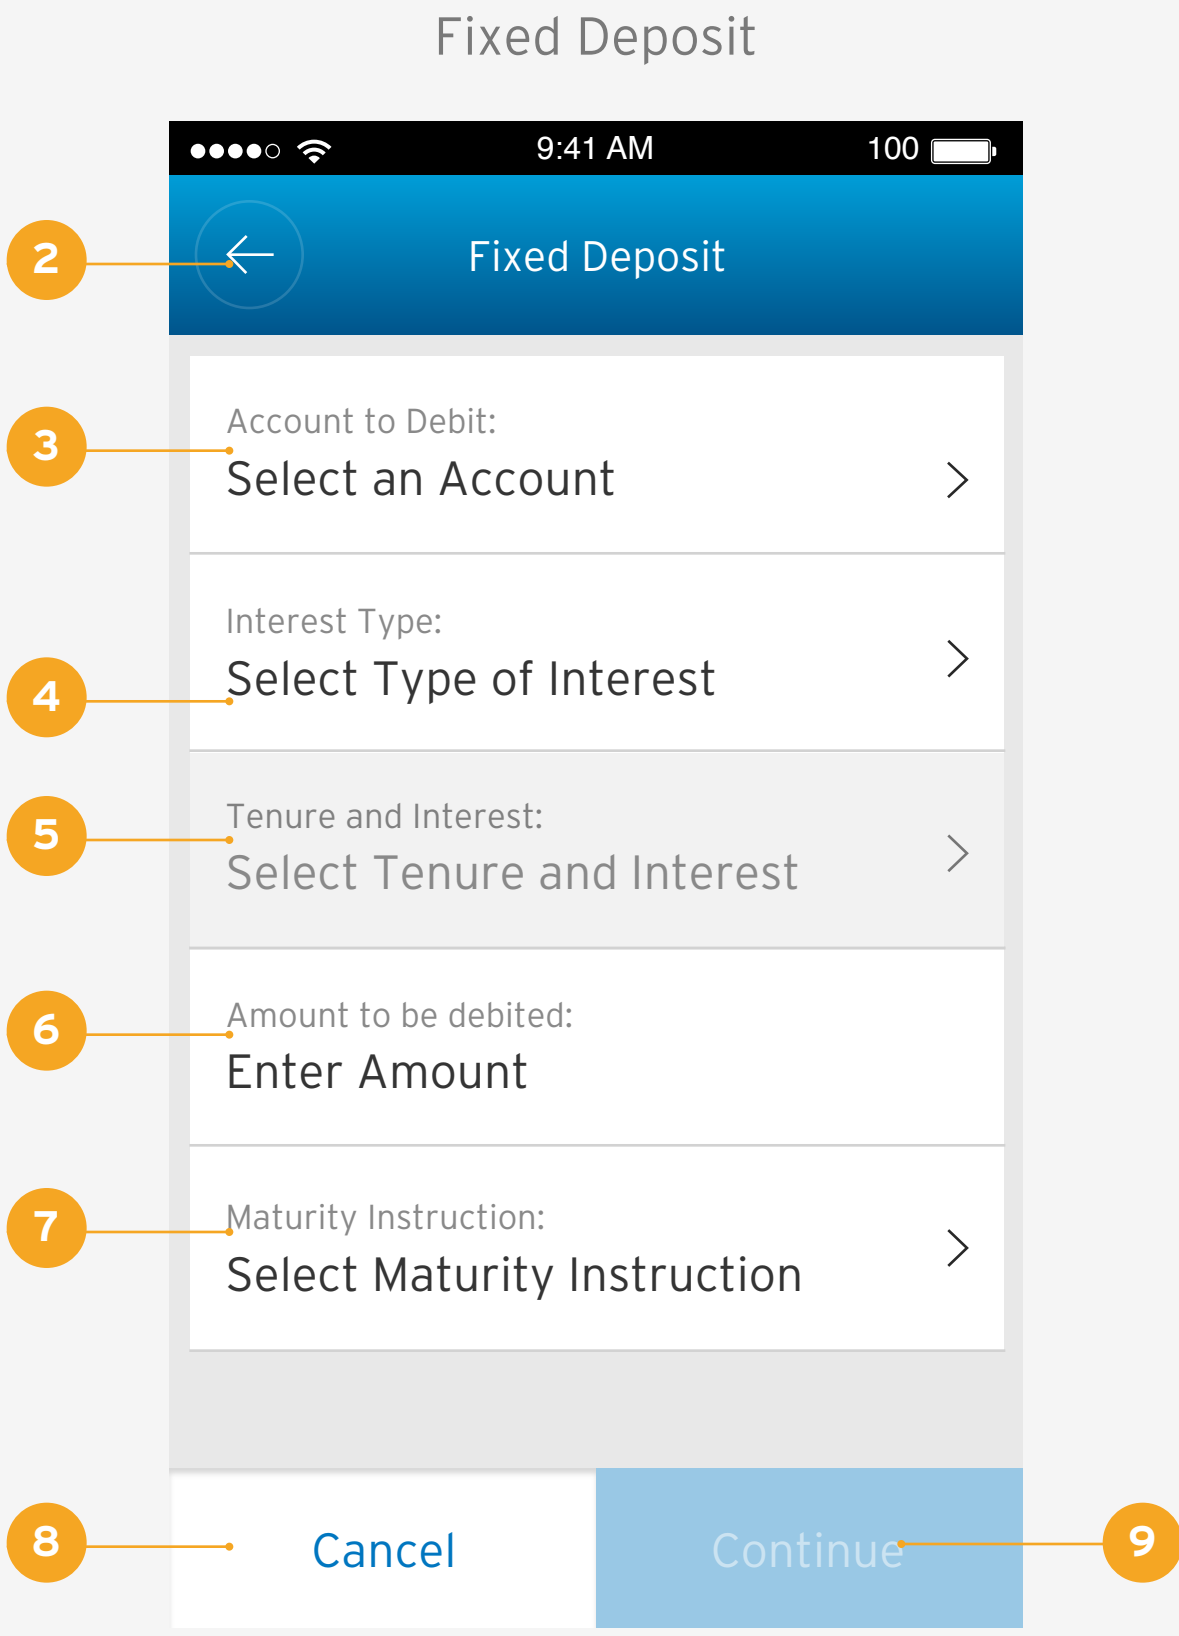 Fixed Deposit
9:41 AM 100
2 Fixed Deposit
Account to Debit:
3
Select an Account
Interest Type:
Select Type of Interest
4
Tenure and Interest:
5
Select Tenure and Interest
Amount to be debited:
6
Enter Amount
Maturity Instruction:
7
Select Maturity Instruction
8 Cancel Continue 9